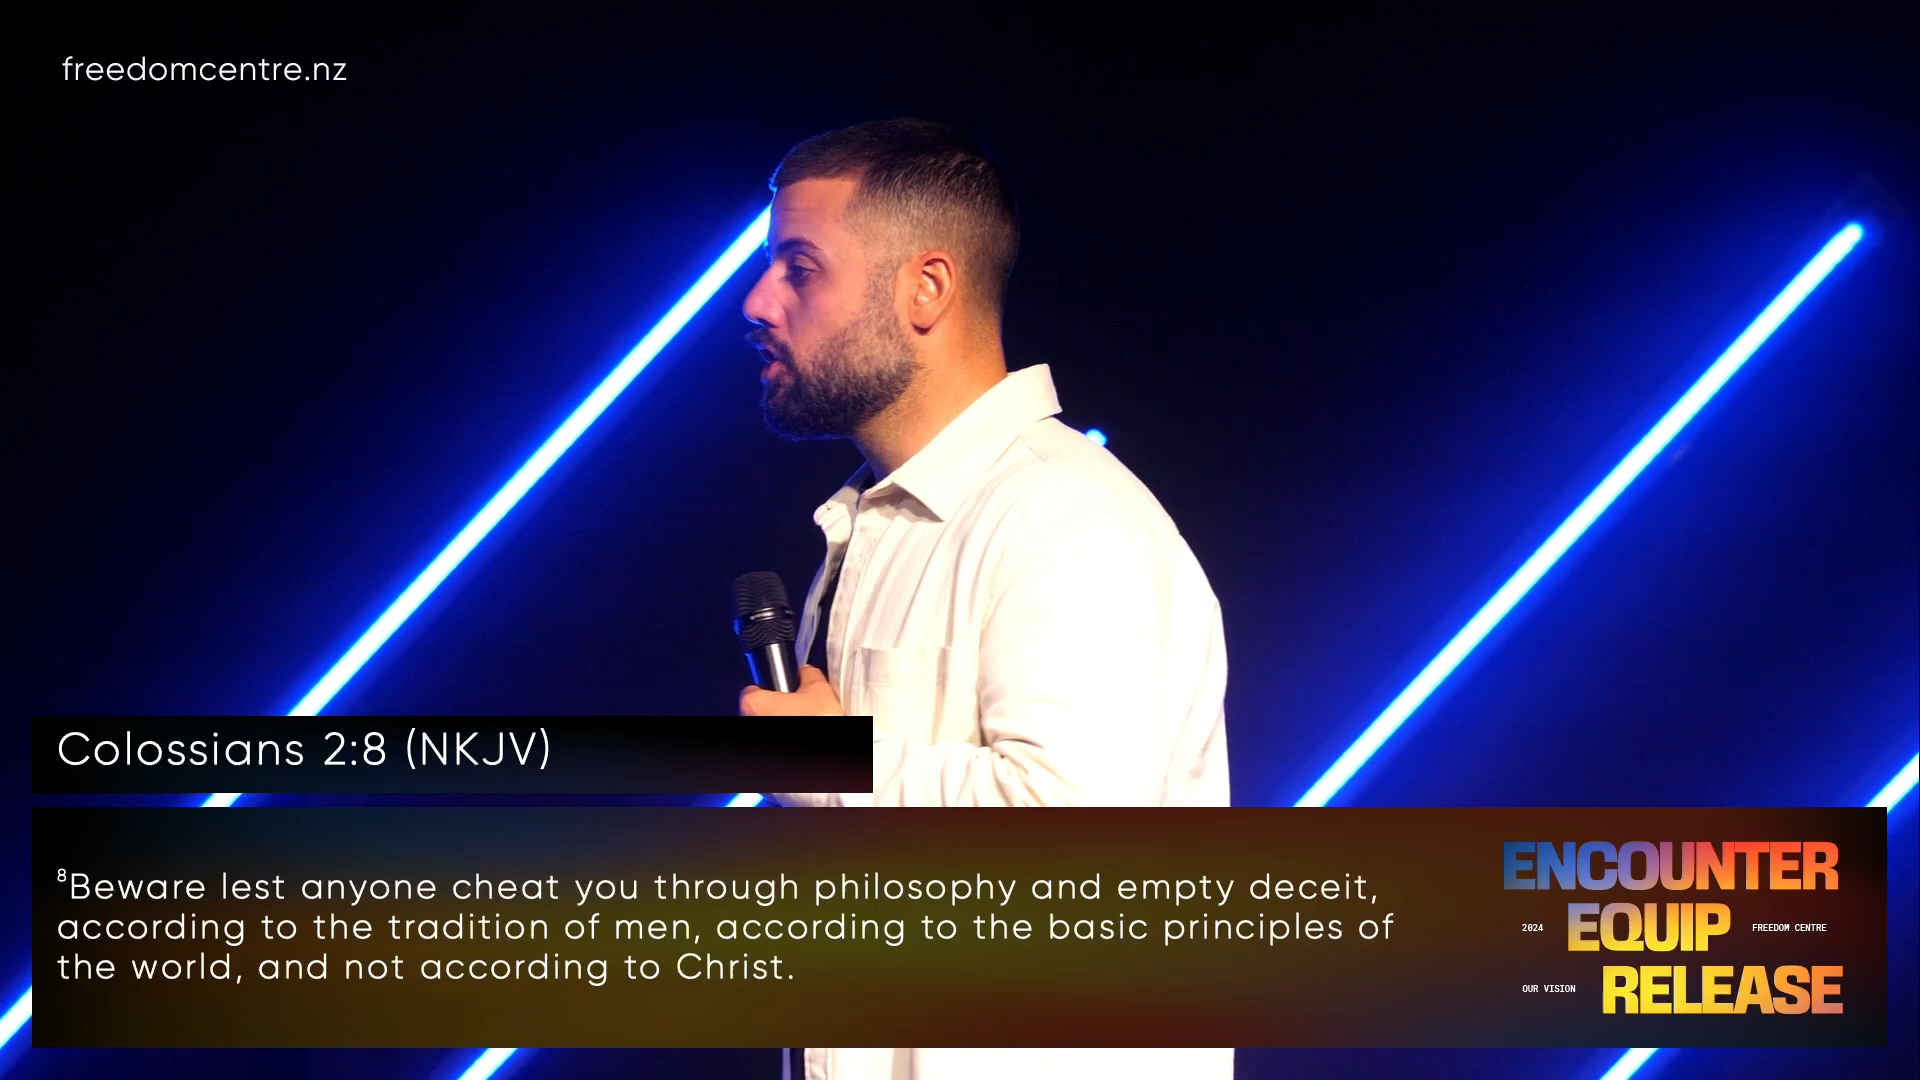 freedomcentre.nz
Colossians 2:8 (NKJV)
⁸Beware lest anyone cheat you through philosophy and empty deceit,
according to the tradition of men, according to the basic principles of
the world, and not according to Christ.
ENCOUNTER
2024 EQUIP FREEDOM CENTRE
OUR VISION RELEASE